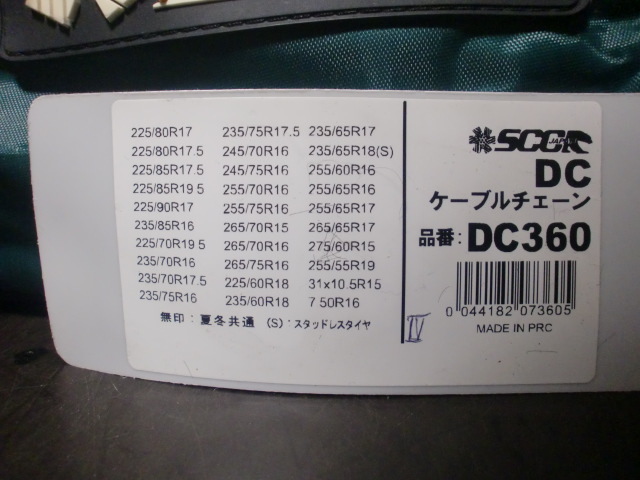 225/80R17 235/75R17.5 235/65R17
225/80R17.5 245/70R16 235/65R18(S)
225/85R17.5 245/75R16 255/60R16
225/85R19.5 255/70R16 255/65R16
225/90R17 255/75R16 255/65R17
235/85R16 265/70R15 265/65R17
225/70R19.5 265/70R16 275/60R15
235/70R16 265/75R16 255/55R19
235/70R17.5 225/60R18 31x10.5R15
235/75R16 235/60R18 7.50R16
無印:夏冬共通 (S):スタッドレスタイヤ
SCC JAPAN
DC
ケーブルチェーン
品番:DC360
0 044182 073605
MADE IN PRC
IV